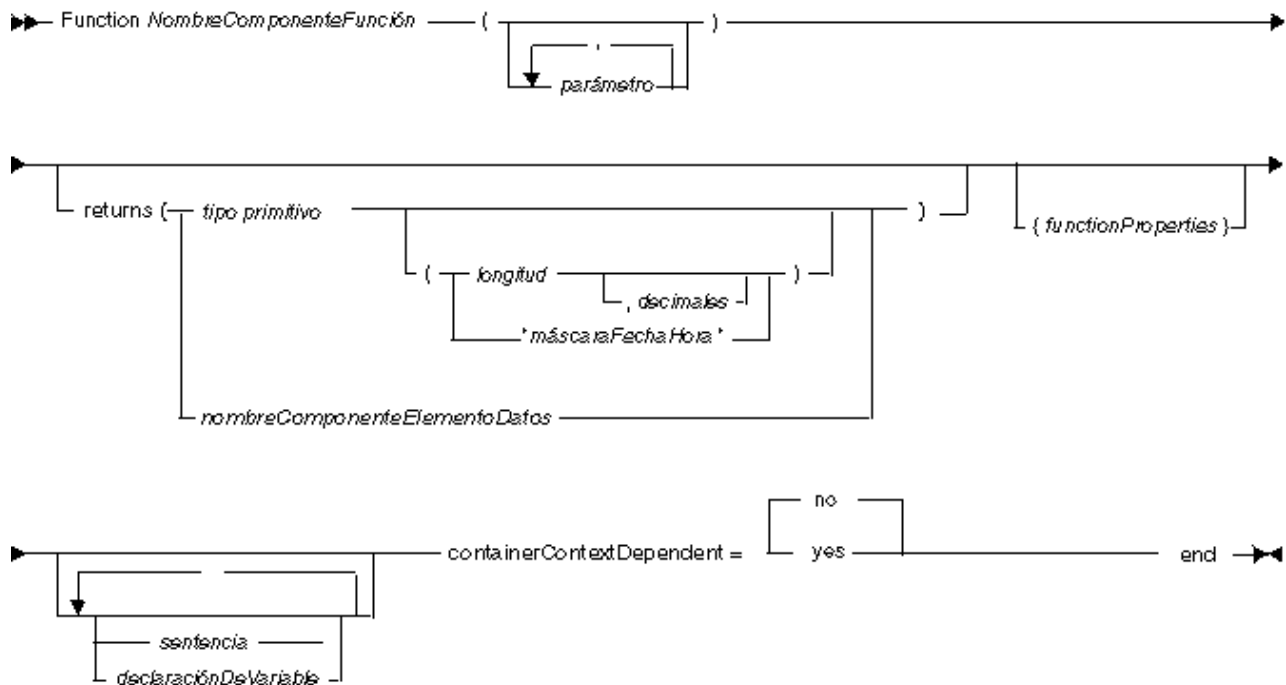 Function NombreComponenteFunción ( , )
parámetro
returns ( tipo primitivo )
{ functionProperties }
( longitud )
, decimales
"máscaraFechaHora"
nombreComponenteElementoDatos
no
containerContextDependent = yes end
sentencia
declaraciónDeVariable